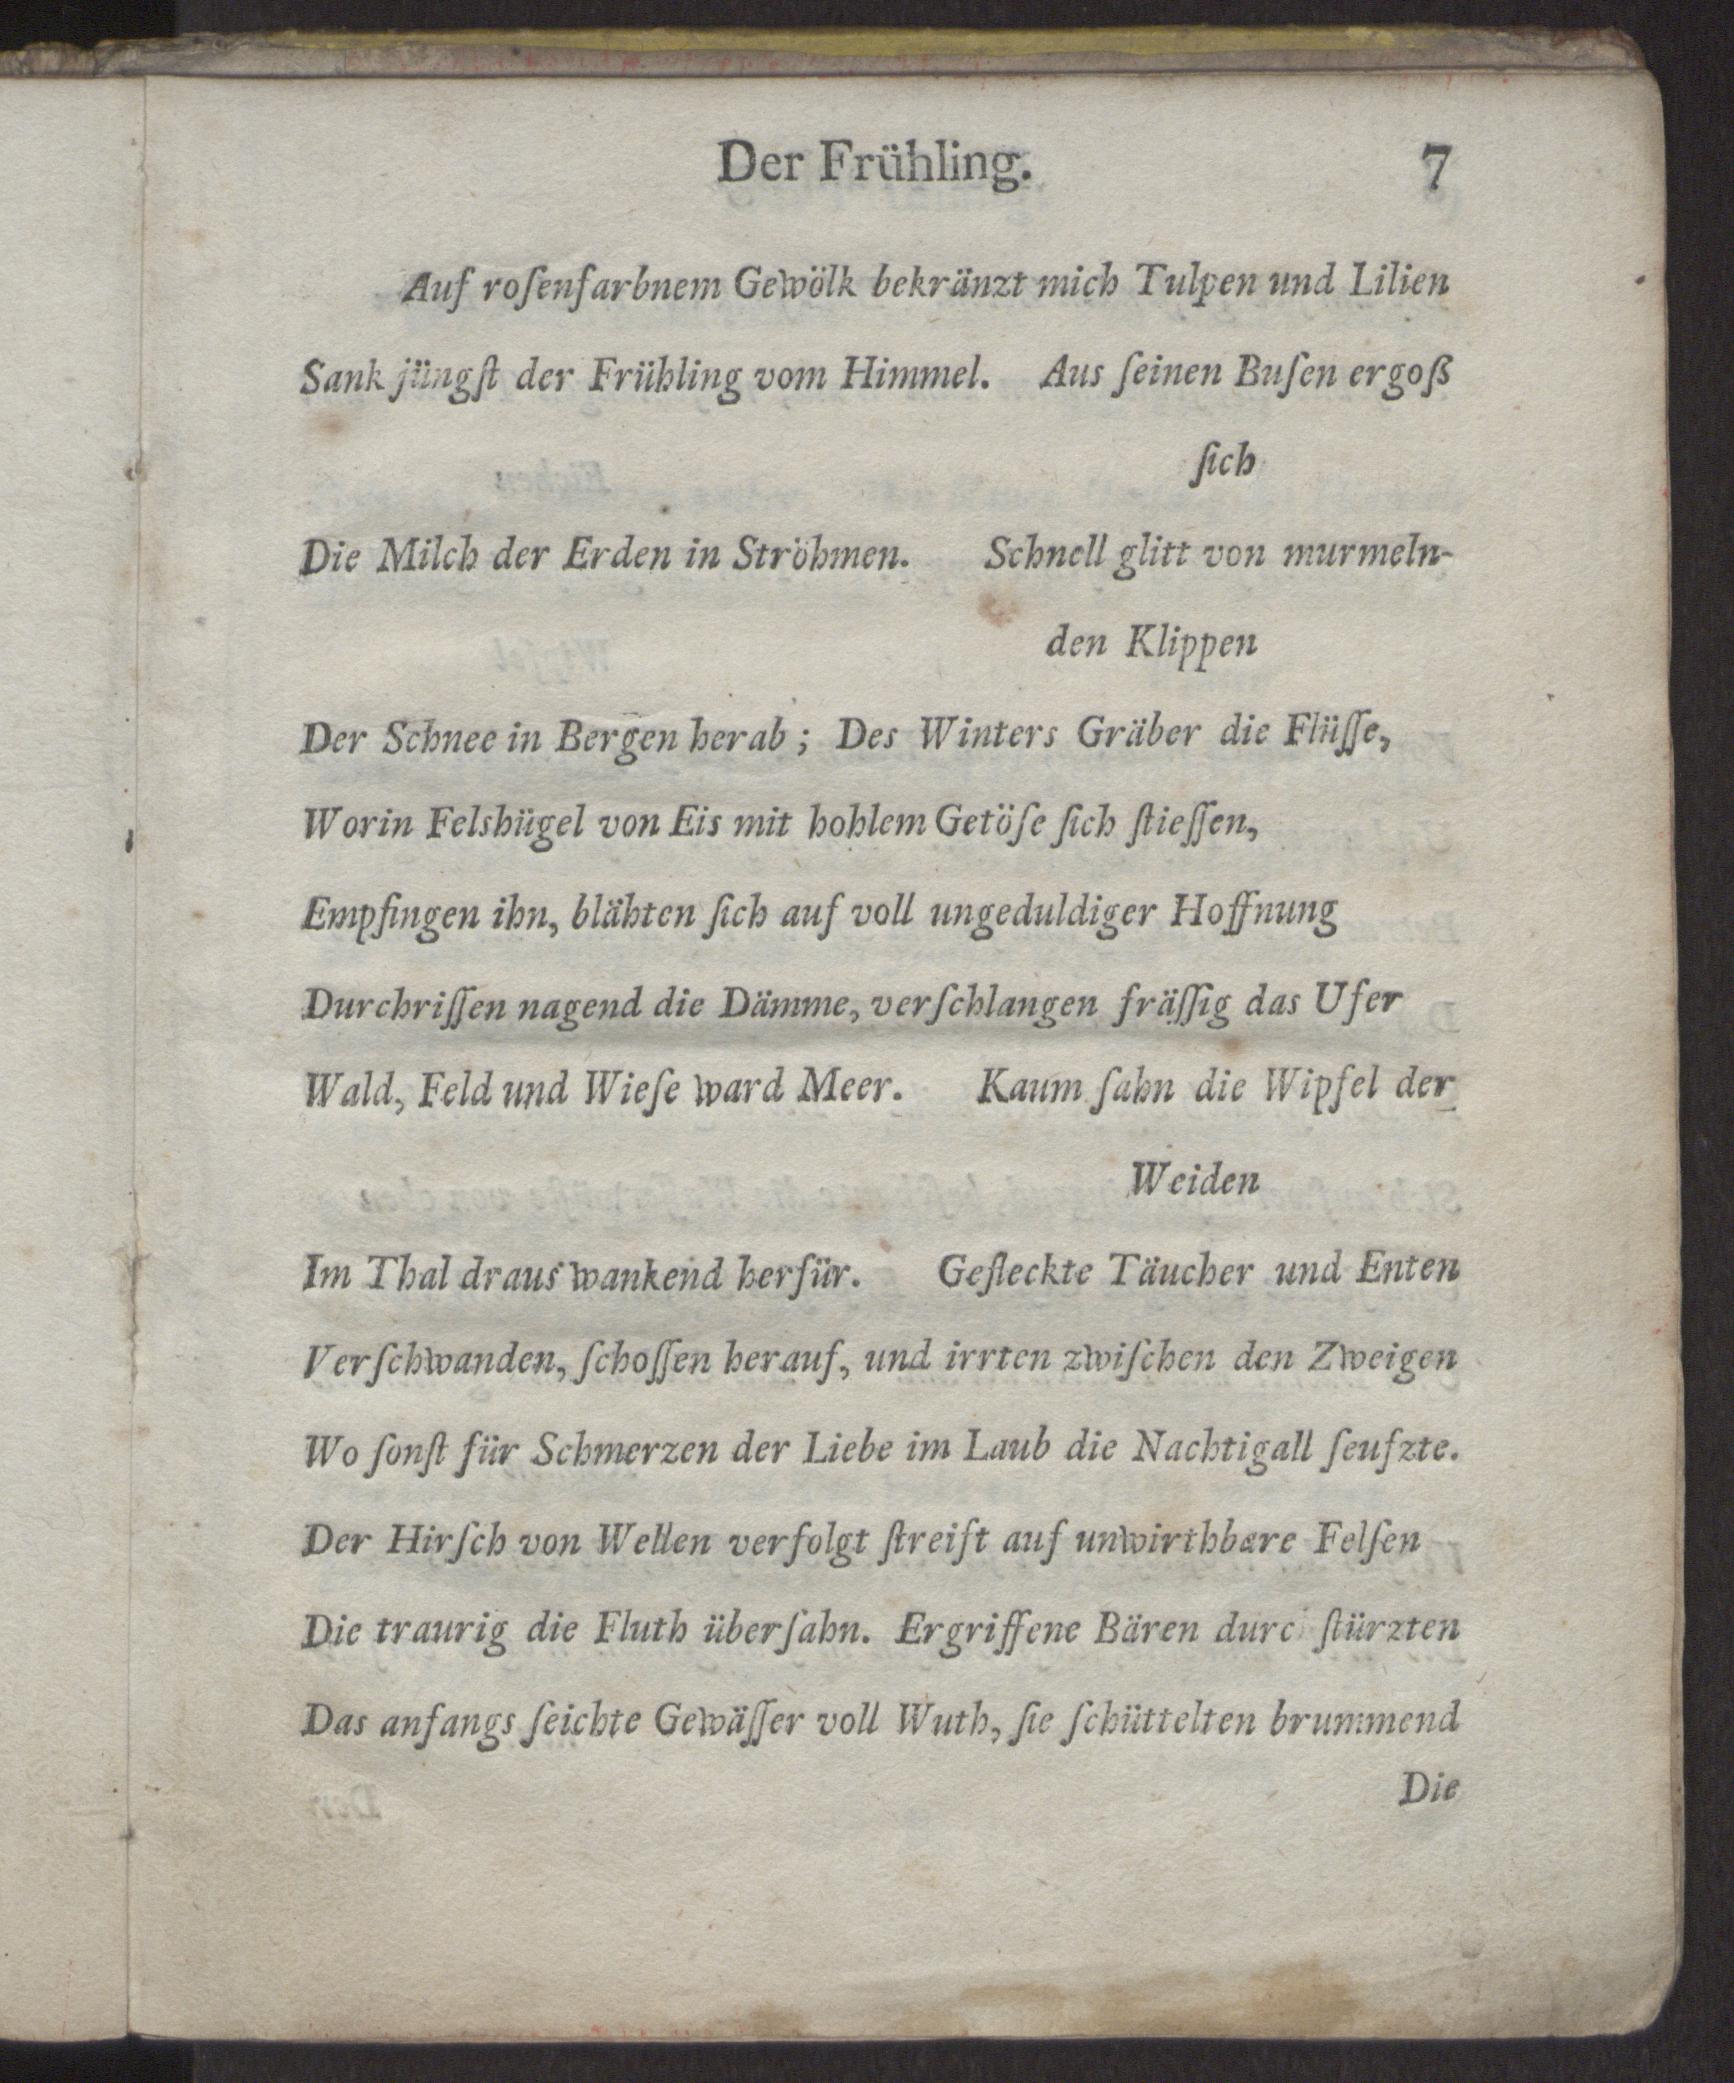 Der Frühling. 7
Auf roſenfarbnem Gewölk bekränzt mich Tulpen und Lilien
Sank jüngſt der Frühling vom Himmel. Aus ſeinen Buſen ergoß
ſich
Die Milch der Erden in Ströhmen. Schnell glitt von murmeln-
den Klippen
Der Schnee in Bergen herab; Des Winters Gräber die Flüſſe,
Worin Felshügel von Eis mit hohlem Getöſe ſich ſtieſſen,
Empfingen ihn, blähten ſich auf voll ungeduldiger Hoffnung
Durchriſſen nagend die Dämme, verſchlangen fräſſig das Ufer
Wald, Feld und Wieſe ward Meer. Kaum ſahn die Wipfel der
Weiden
Im Thal draus wankend herfür. Gefleckte Täucher und Enten
Verſchwanden, ſchoſſen herauf, und irrten zwiſchen den Zweigen
Wo ſonſt für Schmerzen der Liebe im Laub die Nachtigall ſeufzte.
Der Hirſch von Wellen verfolgt ſtreift auf unwirthbare Felſen
Die traurig die Fluth überſahn. Ergriffene Bären durc ſtürzten
Das anfangs ſeichte Gewäſſer voll Wuth, ſie ſchüttelten brummend
Die